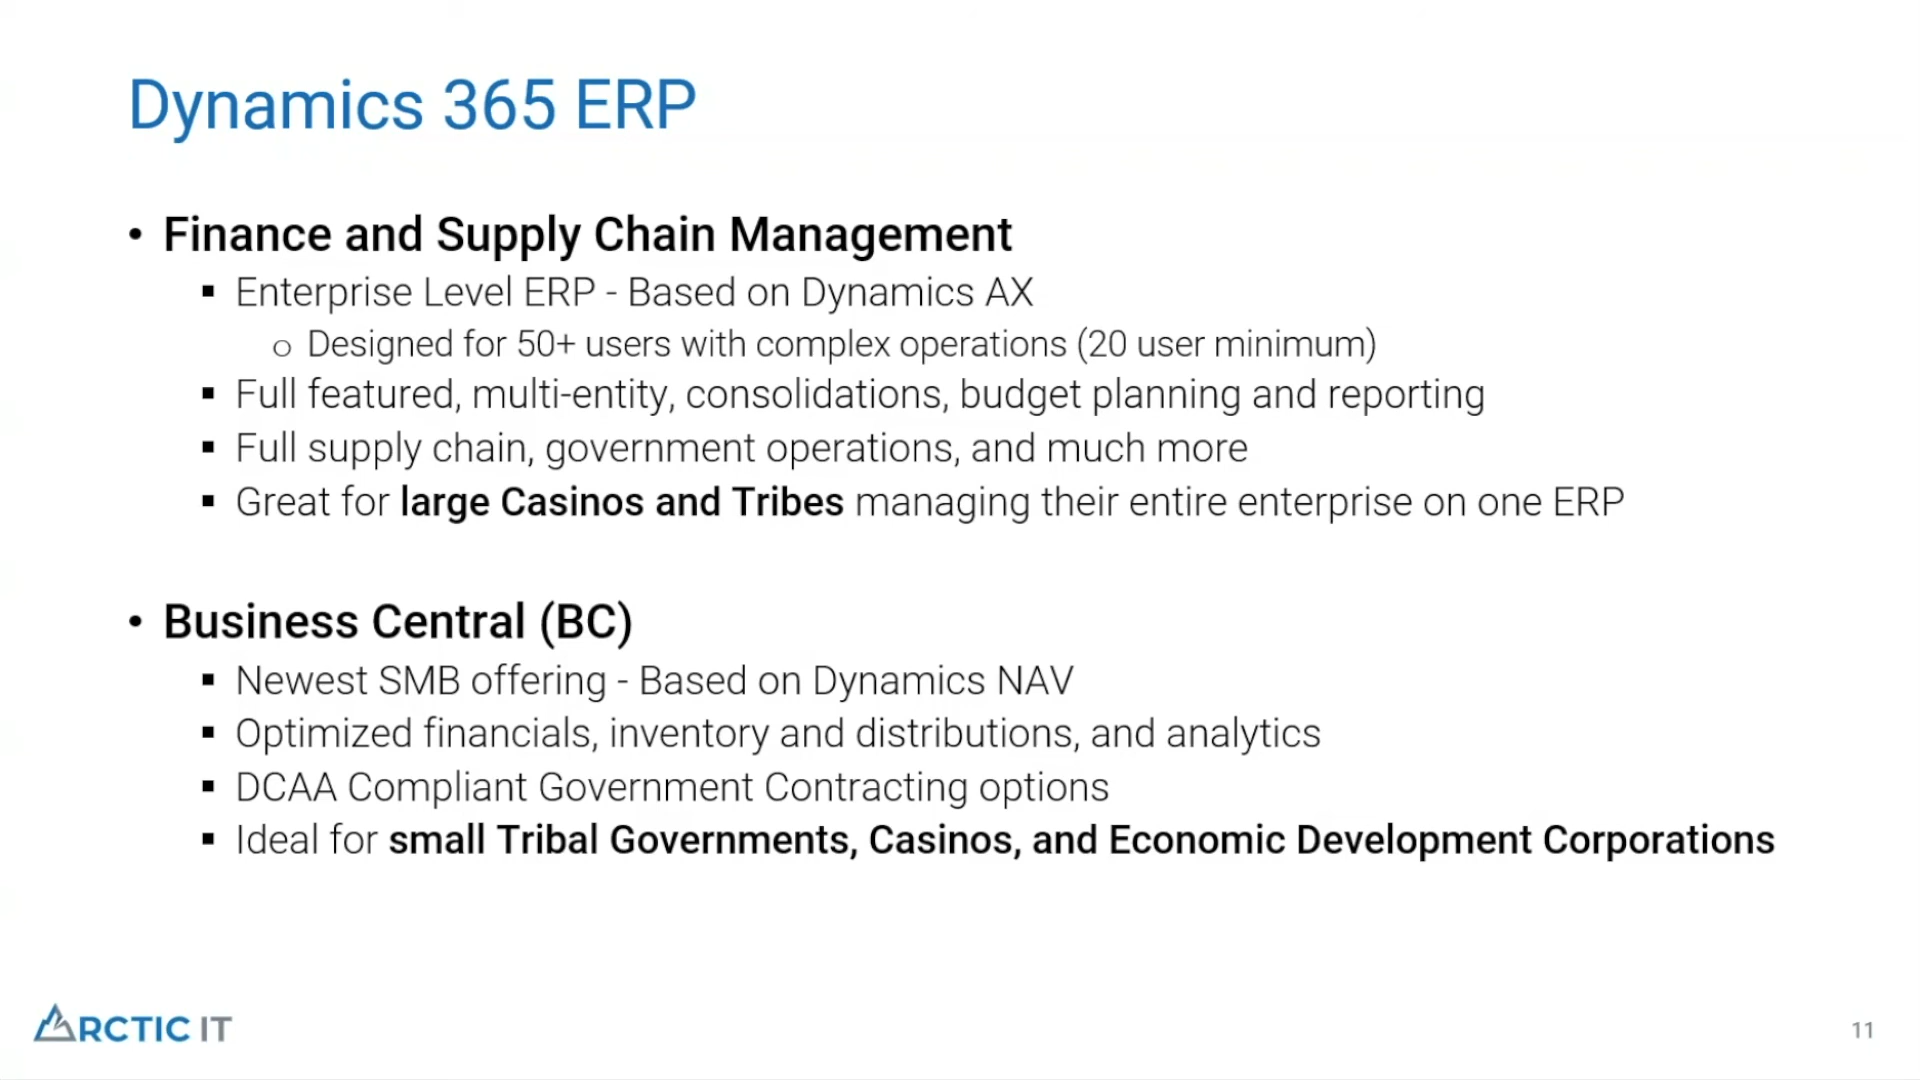 Dynamics 365 ERP
• Finance and Supply Chain Management
▪ Enterprise Level ERP - Based on Dynamics AX
o Designed for 50+ users with complex operations (20 user minimum)
▪ Full featured, multi-entity, consolidations, budget planning and reporting
▪ Full supply chain, government operations, and much more
▪ Great for large Casinos and Tribes managing their entire enterprise on one ERP
• Business Central (BC)
▪ Newest SMB offering - Based on Dynamics NAV
▪ Optimized financials, inventory and distributions, and analytics
▪ DCAA Compliant Government Contracting options
▪ Ideal for small Tribal Governments, Casinos, and Economic Development Corporations
ARCTIC IT
11